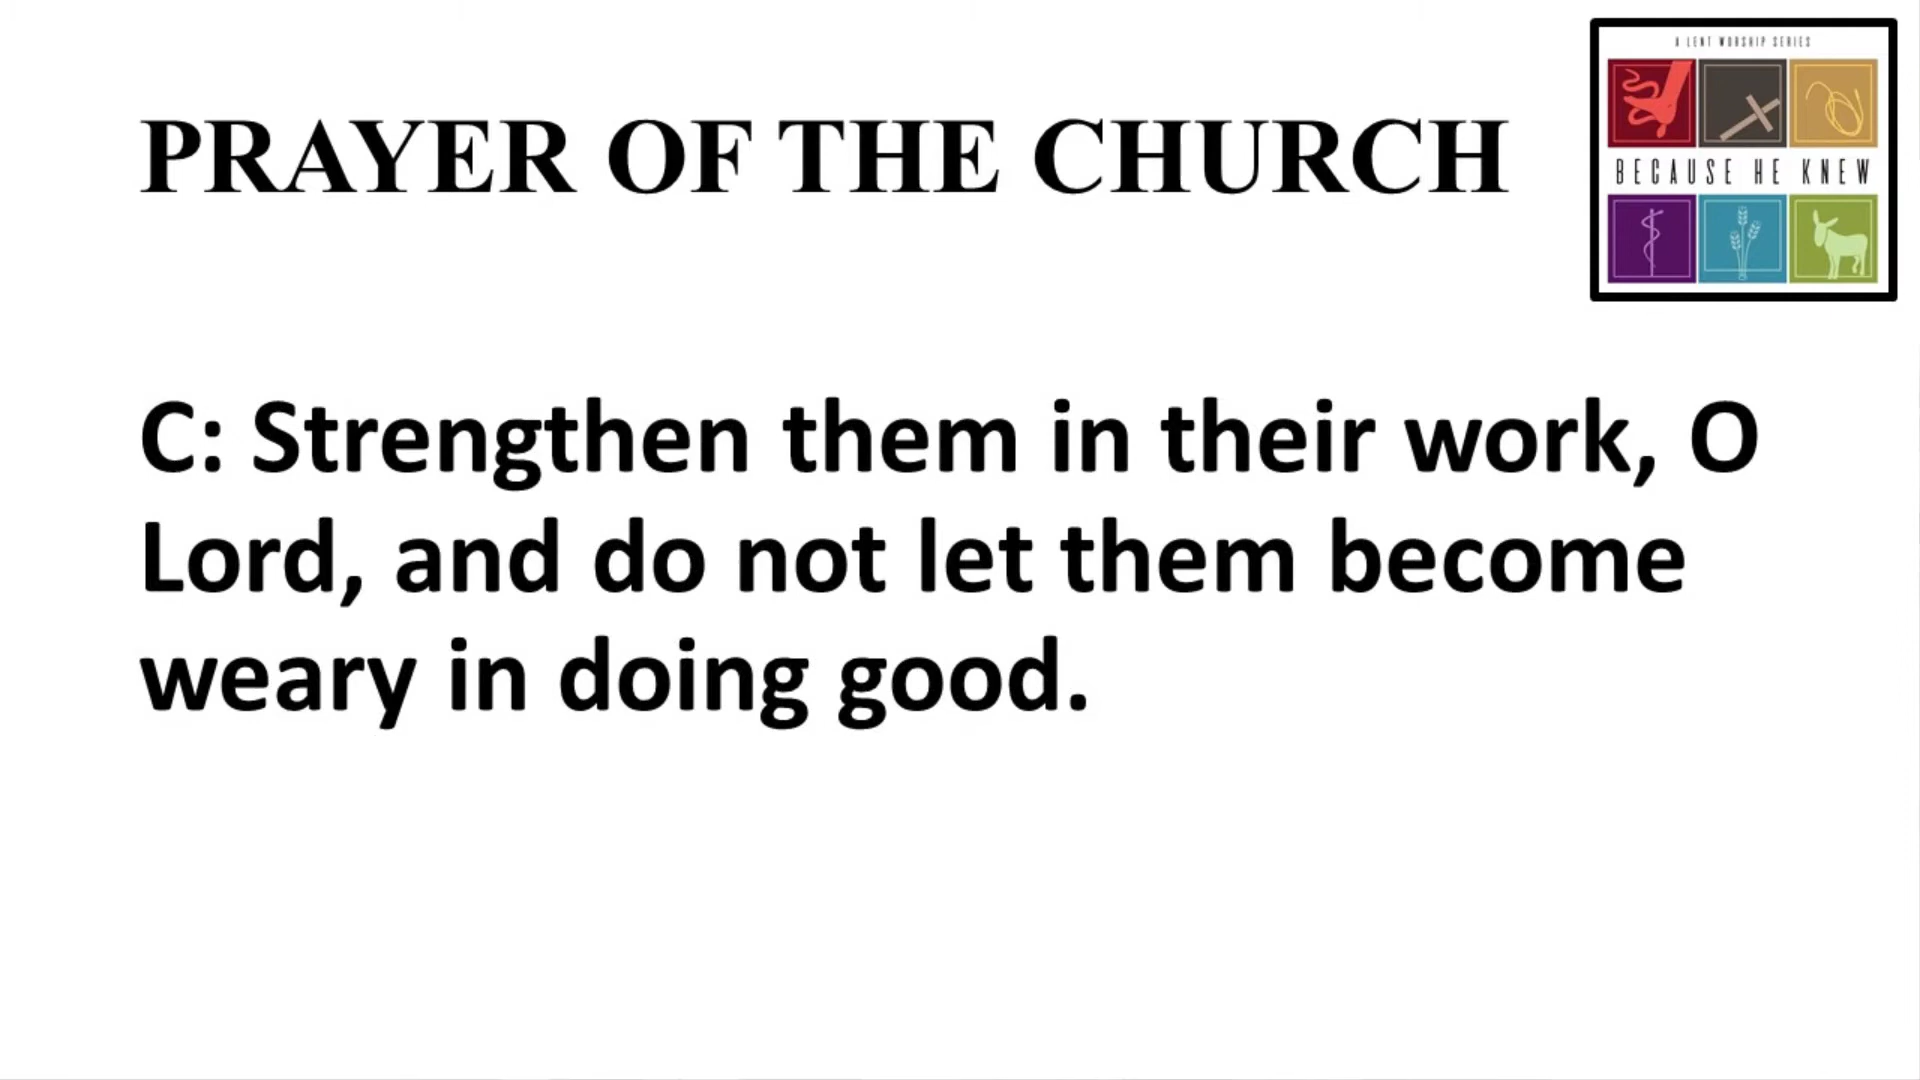 A LENT WORSHIP SERIES
BECAUSE HE KNEW
PRAYER OF THE CHURCH
C: Strengthen them in their work, O
Lord, and do not let them become
weary in doing good.